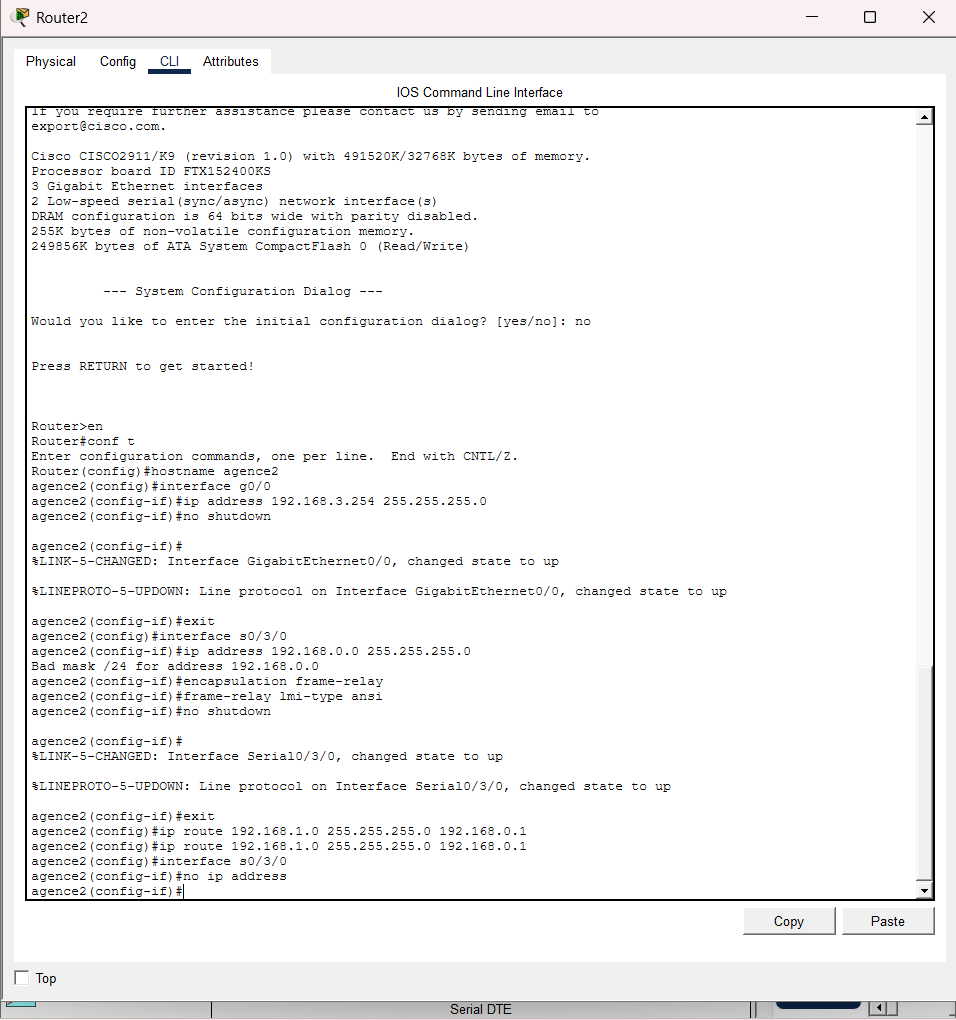 Router2
Physical Config CLI Attributes
IOS Command Line Interface
If you require further assistance please contact us by sending email to
export@cisco.com.
Cisco CISCO2911/K9 (revision 1.0) with 491520K/32768K bytes of memory.
Processor board ID FTX152400KS
3 Gigabit Ethernet interfaces
2 Low-speed serial(sync/async) network interface(s)
DRAM configuration is 64 bits wide with parity disabled.
255K bytes of non-volatile configuration memory.
249856K bytes of ATA System CompactFlash 0 (Read/Write)
--- System Configuration Dialog ---
Would you like to enter the initial configuration dialog? [yes/no]: no
Press RETURN to get started!
Router>en
Router#conf t
Enter configuration commands, one per line.  End with CNTL/Z.
Router(config)#hostname agence2
agence2(config)#interface g0/0
agence2(config-if)#ip address 192.168.3.254 255.255.255.0
agence2(config-if)#no shutdown
agence2(config-if)#
%LINK-5-CHANGED: Interface GigabitEthernet0/0, changed state to up
%LINEPROTO-5-UPDOWN: Line protocol on Interface GigabitEthernet0/0, changed state to up
agence2(config-if)#exit
agence2(config)#interface s0/3/0
agence2(config-if)#ip address 192.168.0.0 255.255.255.0
Bad mask /24 for address 192.168.0.0
agence2(config-if)#encapsulation frame-relay
agence2(config-if)#frame-relay lmi-type ansi
agence2(config-if)#no shutdown
agence2(config-if)#
%LINK-5-CHANGED: Interface Serial0/3/0, changed state to up
%LINEPROTO-5-UPDOWN: Line protocol on Interface Serial0/3/0, changed state to up
agence2(config-if)#exit
agence2(config)#ip route 192.168.1.0 255.255.255.0 192.168.0.1
agence2(config)#ip route 192.168.1.0 255.255.255.0 192.168.0.1
agence2(config)#interface s0/3/0
agence2(config-if)#no ip address
agence2(config-if)#
Copy Paste
Top
Serial DTE